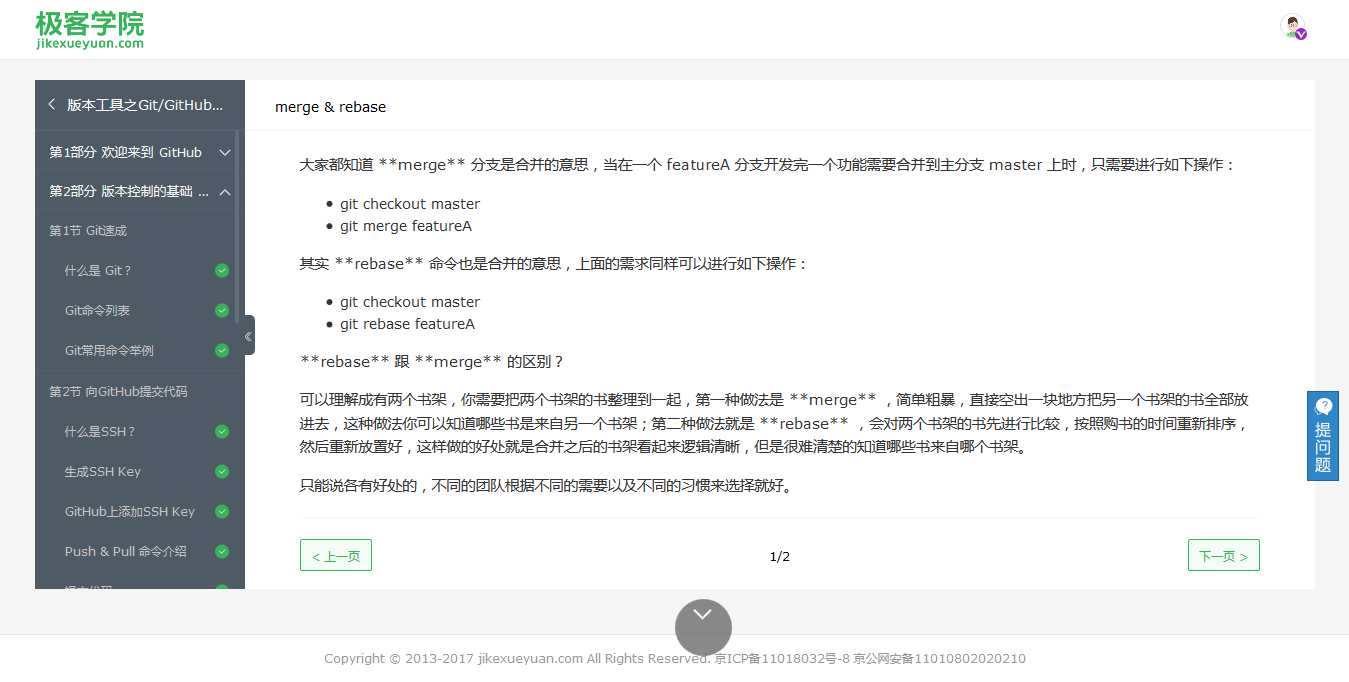 极客学院
jikexueyuan.com
版本工具之Git/GitHub...
第1部分 欢迎来到 GitHub
第2部分 版本控制的基础 ...
第1节 Git速成
什么是 Git？
Git命令列表
Git常用命令举例
第2节 向GitHub提交代码
什么是SSH？
生成SSH Key
GitHub上添加SSH Key
Push & Pull 命令介绍
merge & rebase
大家都知道 **merge** 分支是合并的意思，当在一个 featureA 分支开发完一个功能需要合并到主分支 master 上时，只需要进行如下操作：
• git checkout master
• git merge featureA
其实 **rebase** 命令也是合并的意思，上面的需求同样可以进行如下操作：
• git checkout master
• git rebase featureA
**rebase** 跟 **merge** 的区别？
可以理解成有两个书架，你需要把两个书架的书整理到一起，第一种做法是 **merge** ，简单粗暴，直接空出一块地方把另一个书架的书全部放
进去，这种做法你可以知道哪些书是来自另一个书架；第二种做法就是 **rebase** ，会对两个书架的书先进行比较，按照购书的时间重新排序，
然后重新放置好，这样做的好处就是合并之后的书架看起来逻辑清晰，但是很难清楚的知道哪些书来自哪个书架。
只能说各有好处的，不同的团队根据不同的需要以及不同的习惯来选择就好。
< 上一页
1/2
下一页 >
提问题
Copyright © 2013-2017 jikexueyuan.com All Rights Reserved. 京ICP备11018032号-8 京公网安备11010802020210